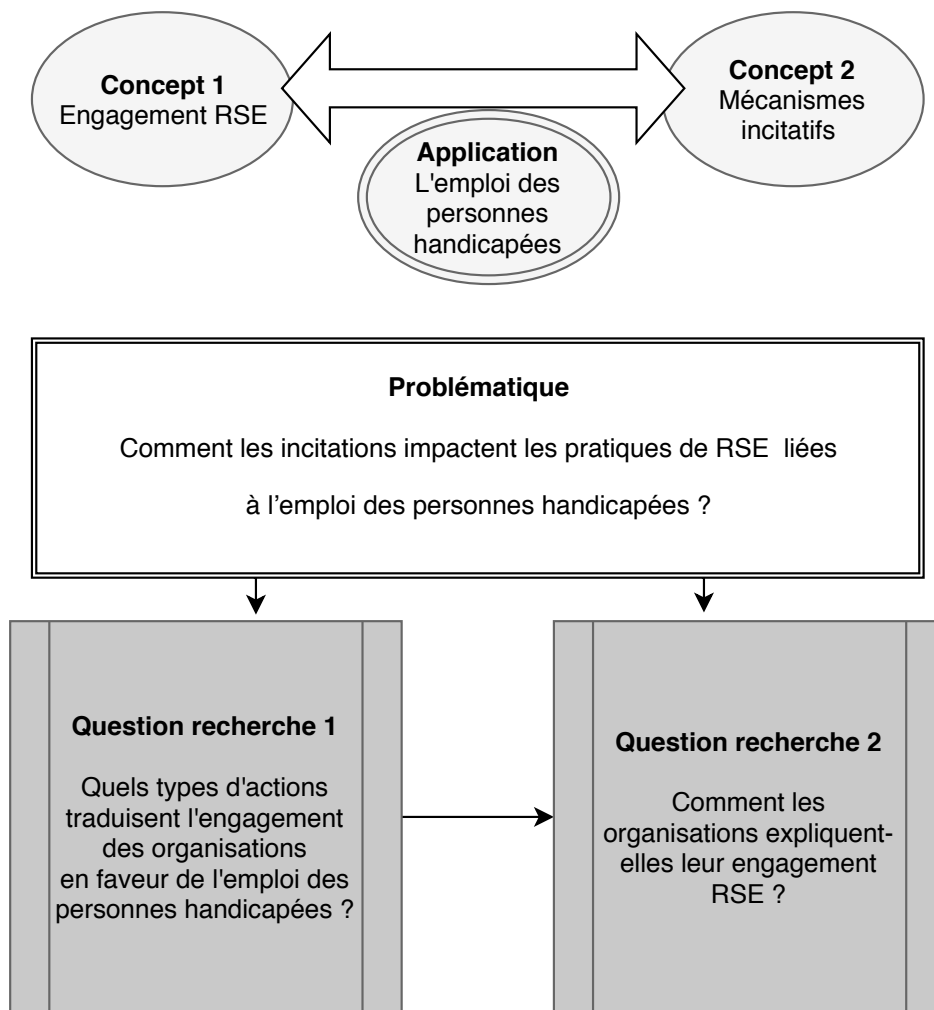 Concept 1
Engagement RSE
Concept 2
Mécanismes
incitatifs
Application
L'emploi des
personnes
handicapées
Problématique
Comment les incitations impactent les pratiques de RSE  liées
à l’emploi des personnes handicapées ?
Question recherche 1
Quels types d'actions
traduisent l'engagement
des organisations
en faveur de l'emploi des
personnes handicapées ?
Question recherche 2
Comment les
organisations expliquent-
elles leur engagement
RSE ?